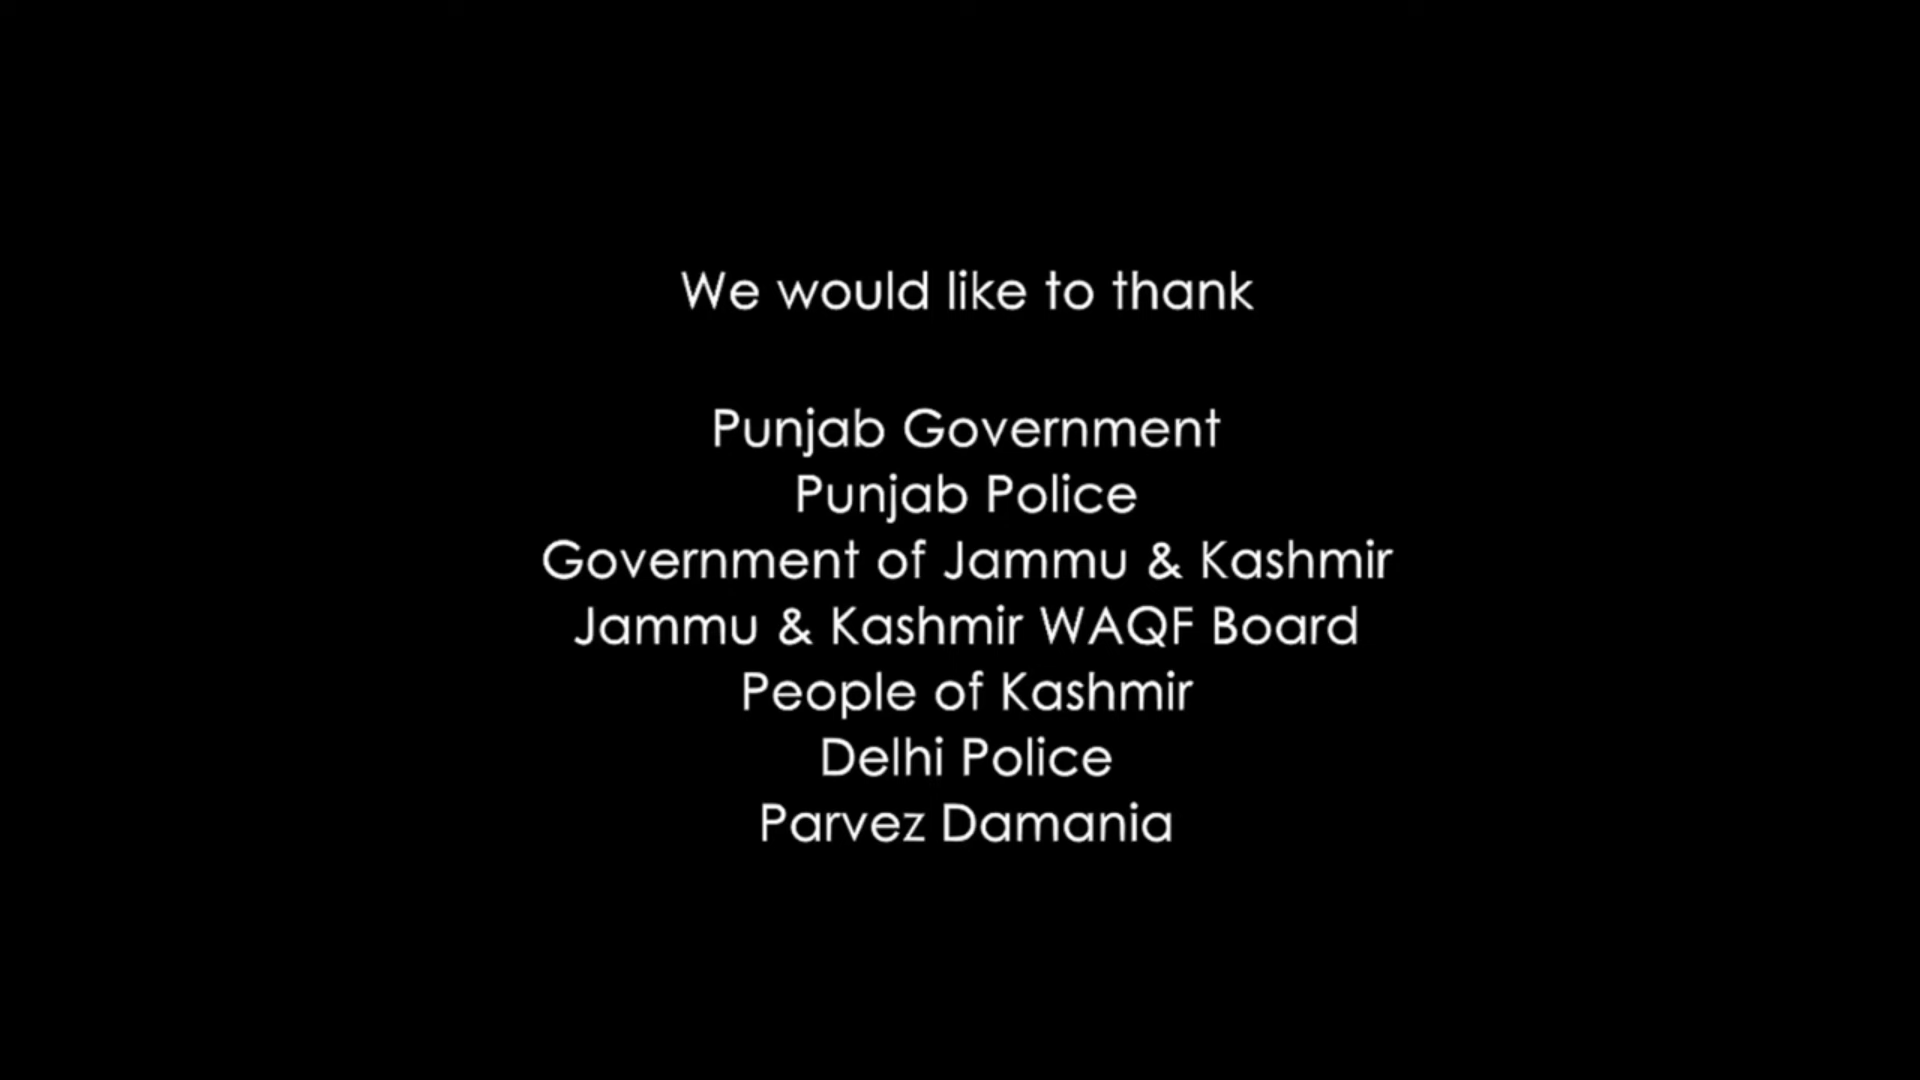 We would like to thank
Punjab Government
Punjab Police
Government of Jammu & Kashmir
Jammu & Kashmir WAQF Board
People of Kashmir
Delhi Police
Parvez Damania